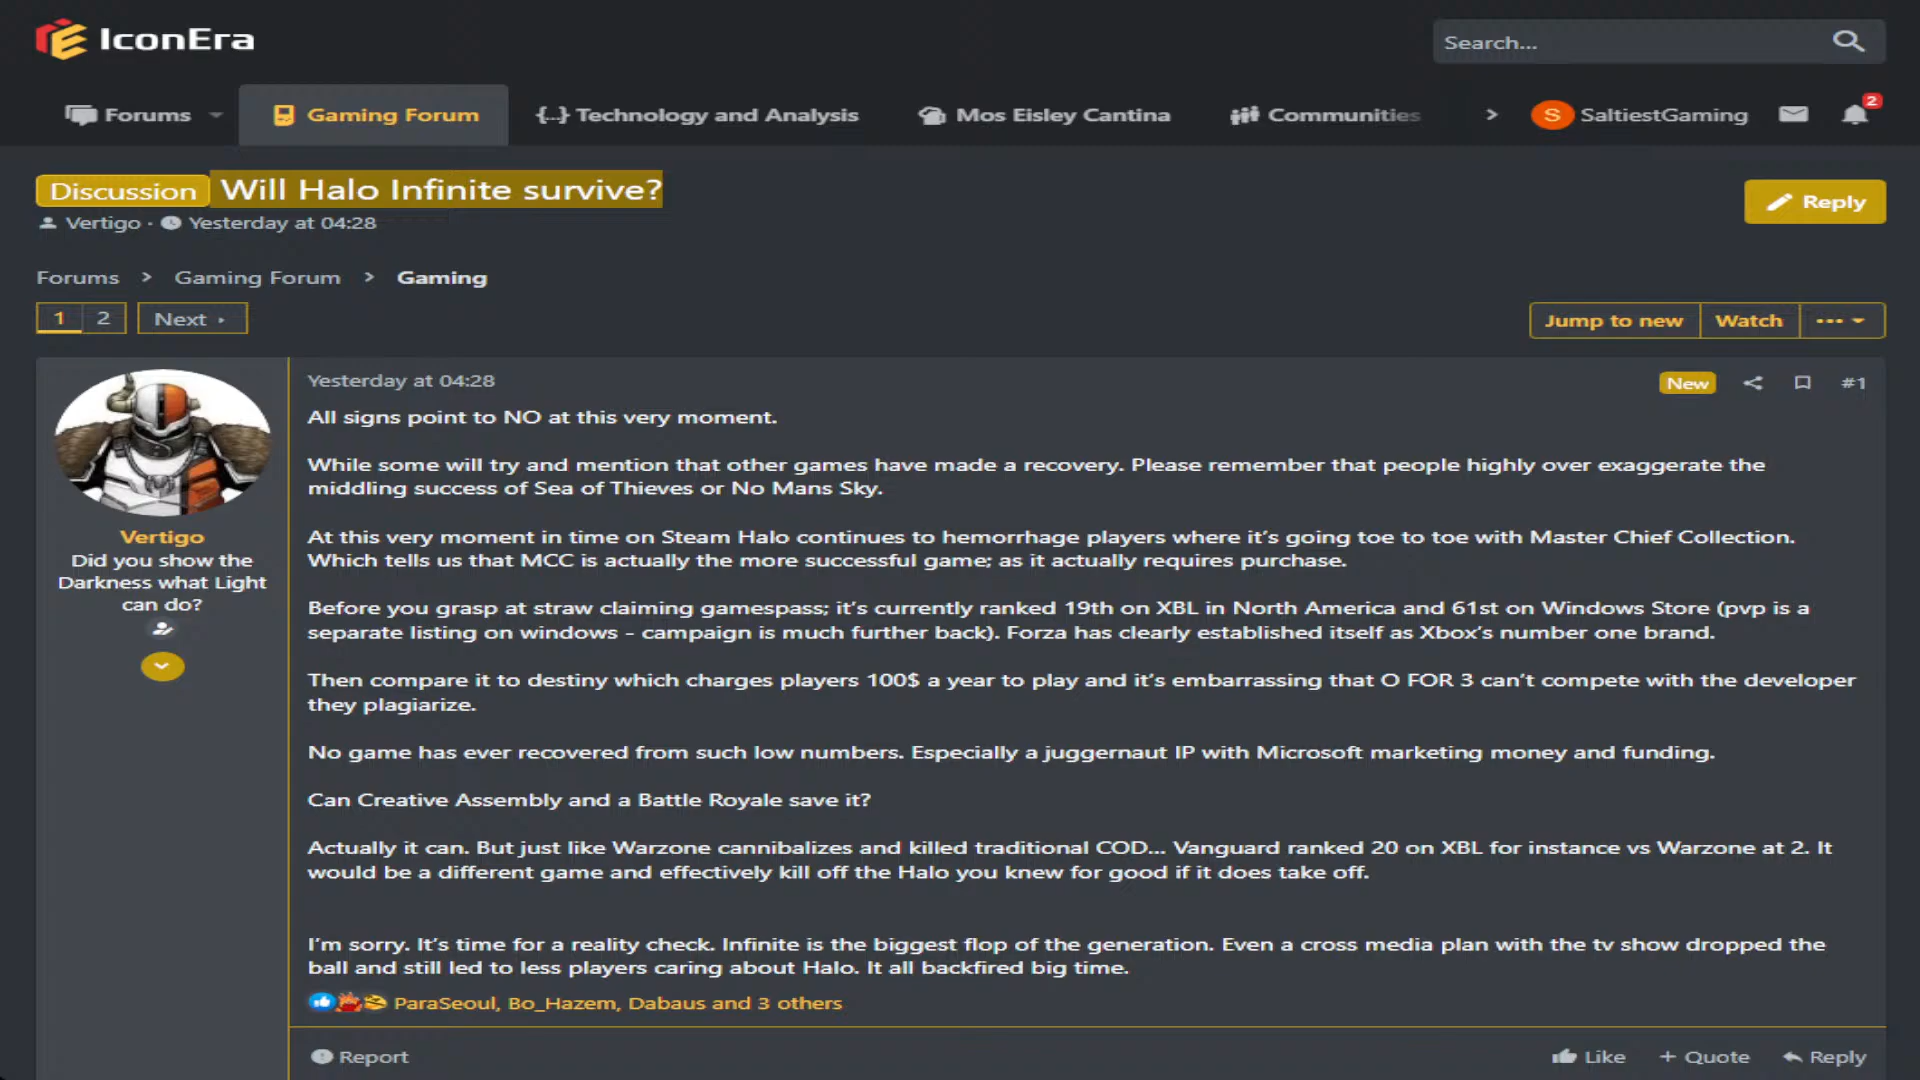 IconEra
Search...
Forums
Gaming Forum
{...} Technology and Analysis
Mos Eisley Cantina
Communities
>
S
SaltiestGaming
2
Discussion Will Halo Infinite survive?
Vertigo · Yesterday at 04:28
Reply
Forums > Gaming Forum > Gaming
1 2 Next
Jump to new Watch •••
Yesterday at 04:28
New #1
Vertigo
Did you show the
Darkness what Light
can do?
All signs point to NO at this very moment.
While some will try and mention that other games have made a recovery. Please remember that people highly over exaggerate the
middling success of Sea of Thieves or No Mans Sky.
At this very moment in time on Steam Halo continues to hemorrhage players where it's going toe to toe with Master Chief Collection.
Which tells us that MCC is actually the more successful game; as it actually requires purchase.
Before you grasp at straw claiming gamespass; it's currently ranked 19th on XBL in North America and 61st on Windows Store (pvp is a
separate listing on windows - campaign is much further back). Forza has clearly established itself as Xbox's number one brand.
Then compare it to destiny which charges players 100$ a year to play and it's embarrassing that O FOR 3 can't compete with the developer
they plagiarize.
No game has ever recovered from such low numbers. Especially a juggernaut IP with Microsoft marketing money and funding.
Can Creative Assembly and a Battle Royale save it?
Actually it can. But just like Warzone cannibalizes and killed traditional COD... Vanguard ranked 20 on XBL for instance vs Warzone at 2. It
would be a different game and effectively kill off the Halo you knew for good if it does take off.
I'm sorry. It's time for a reality check. Infinite is the biggest flop of the generation. Even a cross media plan with the tv show dropped the
ball and still led to less players caring about Halo. It all backfired big time.
ParaSeoul, Bo_Hazem, Dabaus and 3 others
Report
Like + Quote Reply